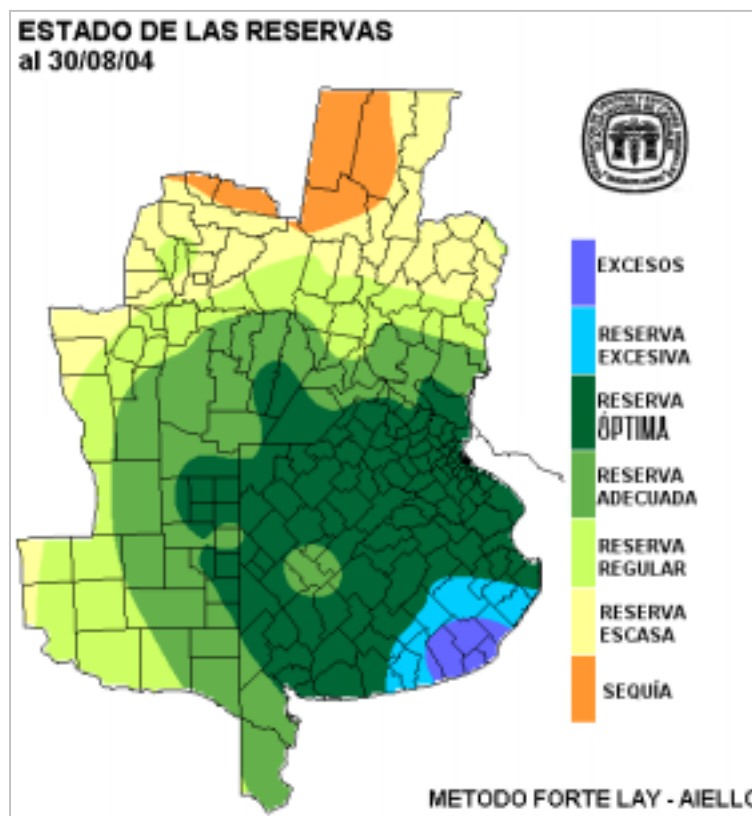 ESTADO DE LAS RESERVAS
al 30/08/04
EXCESOS
RESERVA
EXCESIVA
RESERVA
ÓPTIMA
RESERVA
ADECUADA
RESERVA
REGULAR
RESERVA
ESCASA
SEQUÍA
METODO FORTE LAY - AIELLO